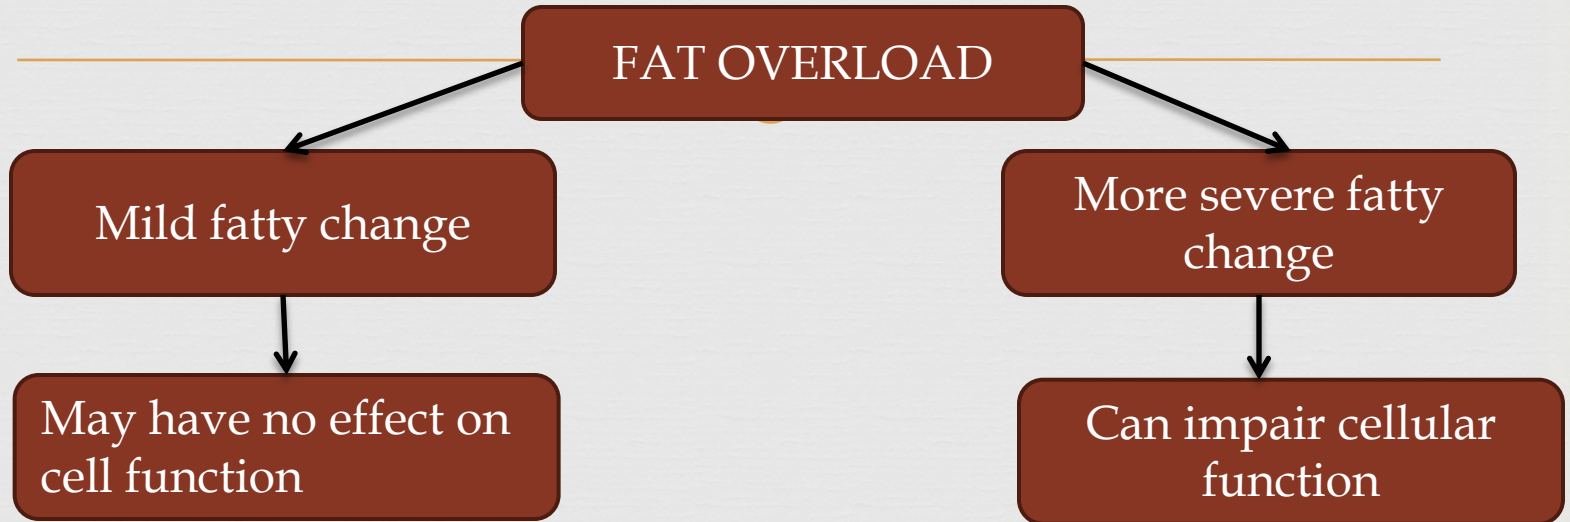 FAT OVERLOAD
Mild fatty change
More severe fatty
change
May have no effect on
cell function
Can impair cellular
function